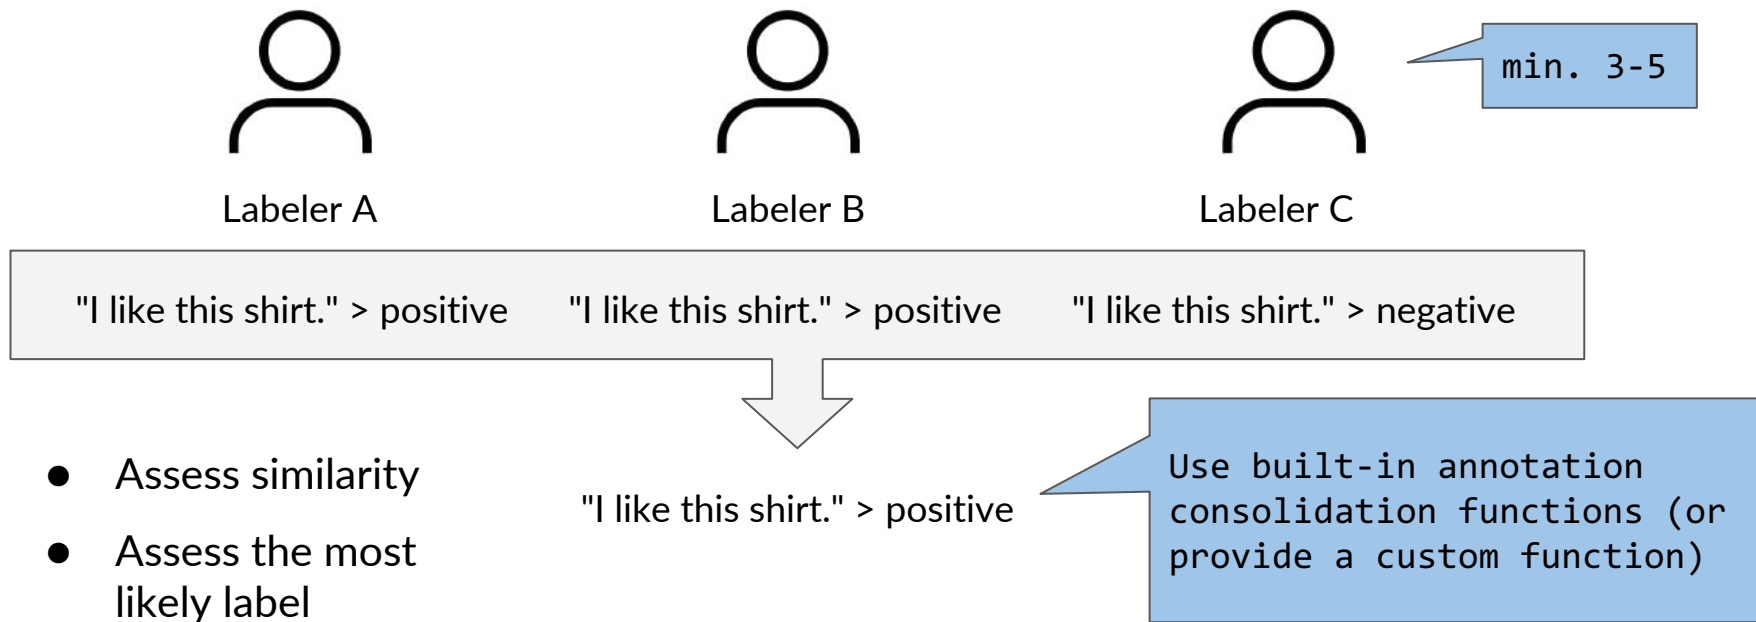 min. 3-5
Labeler A
Labeler B
Labeler C
"I like this shirt." > positive
"I like this shirt." > positive
"I like this shirt." > negative
● Assess similarity
● Assess the most
likely label
"I like this shirt." > positive
Use built-in annotation
consolidation functions (or
provide a custom function)